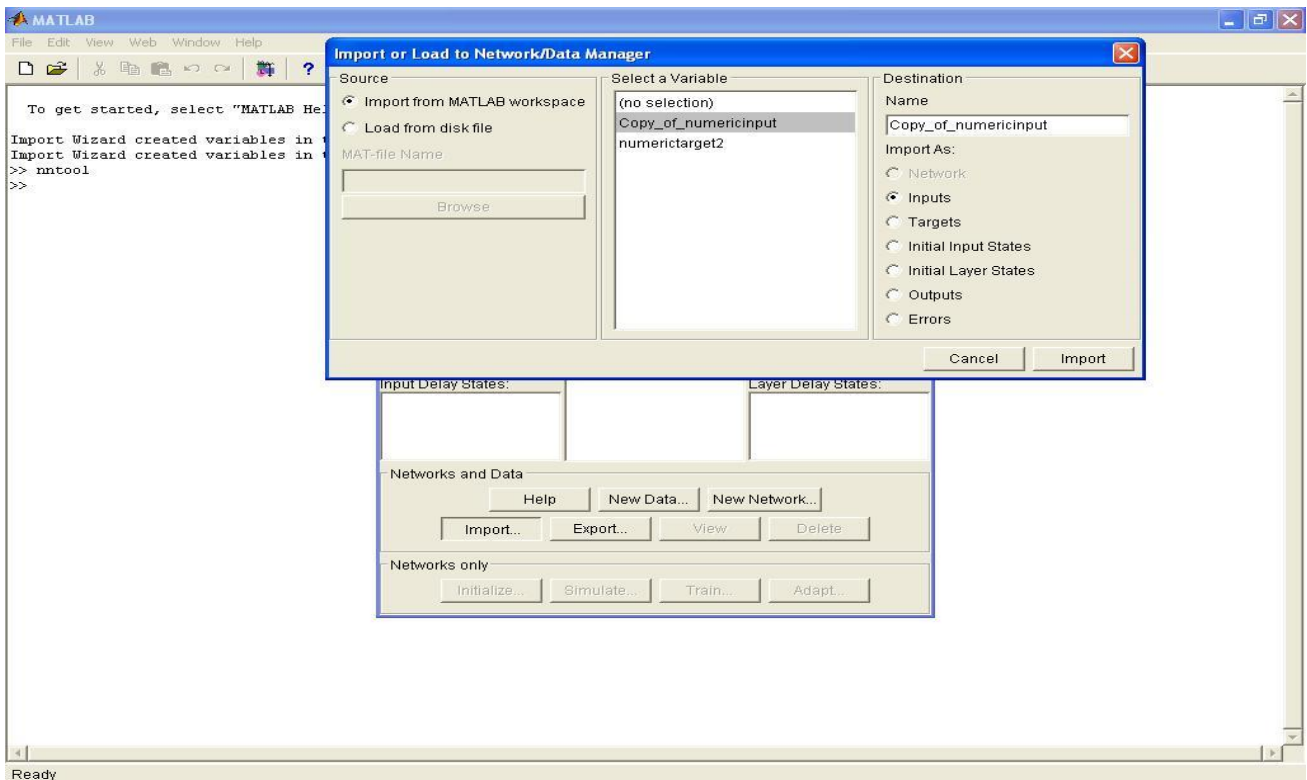 MATLAB
File Edit View Web Window Help
?
To get started, select "MATLAB Hel
Import Wizard created variables in
Import Wizard created variables in
>> nntool
>>
Import or Load to Network/Data Manager
Source
Import from MATLAB workspace
Load from disk file
MAT-file Name
Browse
Select a Variable
(no selection)
Copy_of_numericinput
numerictarget2
Destination
Name
Copy_of_numericinput
Import As:
Network
Inputs
Targets
Initial Input States
Initial Layer States
Outputs
Errors
Cancel Import
Input Delay States: Layer Delay States:
Networks and Data
Help New Data... New Network...
Import... Export... View Delete
Networks only
Initialize... Simulate... Train... Adapt...
Ready